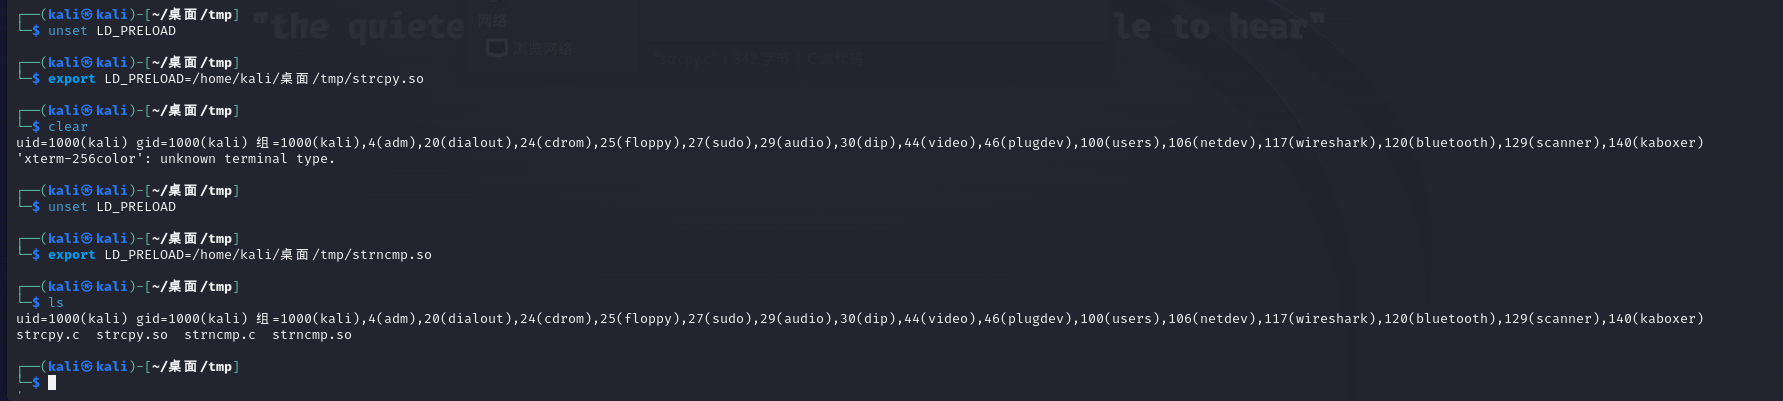 ┌──(kali㉿kali)-[~/桌面/tmp]
└─$ unset LD_PRELOAD
"the quiete
le to hear"
网络
浏览网络
┌──(kali㉿kali)-[~/桌面/tmp]
└─$ export LD_PRELOAD=/home/kali/桌面/tmp/strcpy.so
┌──(kali㉿kali)-[~/桌面/tmp]
└─$ clear
uid=1000(kali) gid=1000(kali) 组=1000(kali),4(adm),20(dialout),24(cdrom),25(floppy),27(sudo),29(audio),30(dip),44(video),46(plugdev),100(users),106(netdev),117(wireshark),120(bluetooth),129(scanner),140(kaboxer)
'xterm-256color': unknown terminal type.
┌──(kali㉿kali)-[~/桌面/tmp]
└─$ unset LD_PRELOAD
┌──(kali㉿kali)-[~/桌面/tmp]
└─$ export LD_PRELOAD=/home/kali/桌面/tmp/strncmp.so
┌──(kali㉿kali)-[~/桌面/tmp]
└─$ ls
uid=1000(kali) gid=1000(kali) 组=1000(kali),4(adm),20(dialout),24(cdrom),25(floppy),27(sudo),29(audio),30(dip),44(video),46(plugdev),100(users),106(netdev),117(wireshark),120(bluetooth),129(scanner),140(kaboxer)
strcpy.c  strcpy.so  strncmp.c  strncmp.so
┌──(kali㉿kali)-[~/桌面/tmp]
└─$